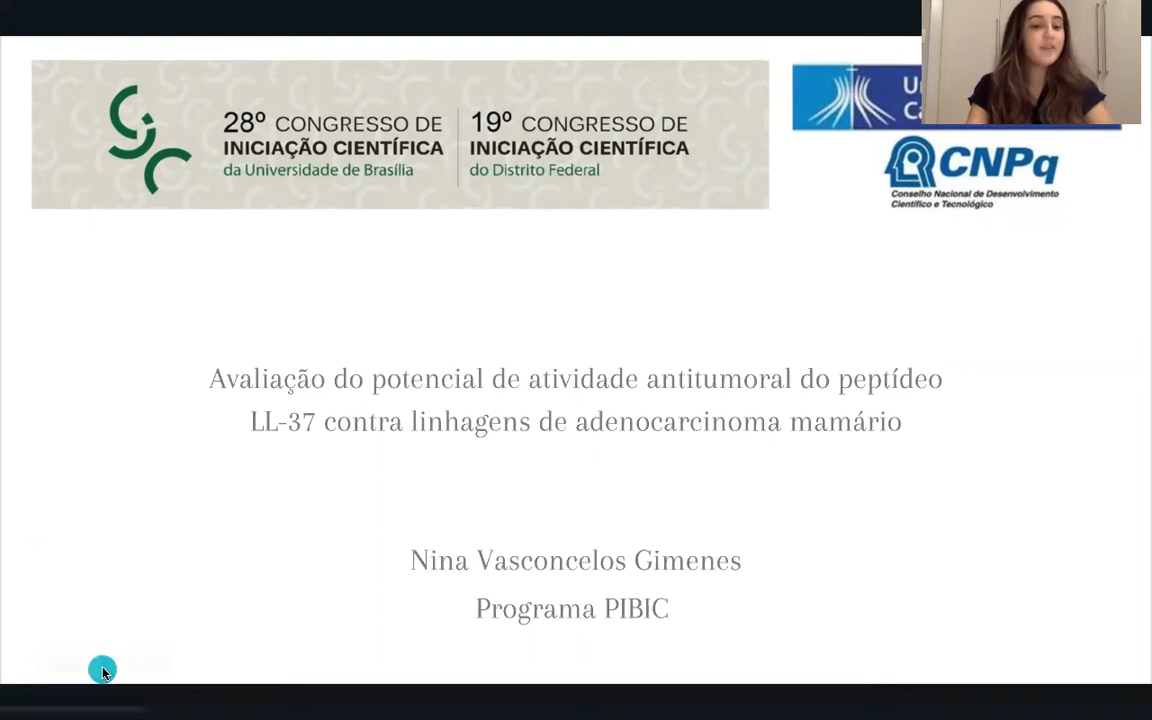 28º CONGRESSO DE
INICIAÇÃO CIENTÍFICA
da Universidade de Brasília
19º CONGRESSO DE
INICIAÇÃO CIENTÍFICA
do Distrito Federal
CNPq
Conselho Nacional de Desenvolvimento
Científico e Tecnológico
Avaliação do potencial de atividade antitumoral do peptídeo
LL-37 contra linhagens de adenocarcinoma mamário
Nina Vasconcelos Gimenes
Programa PIBIC